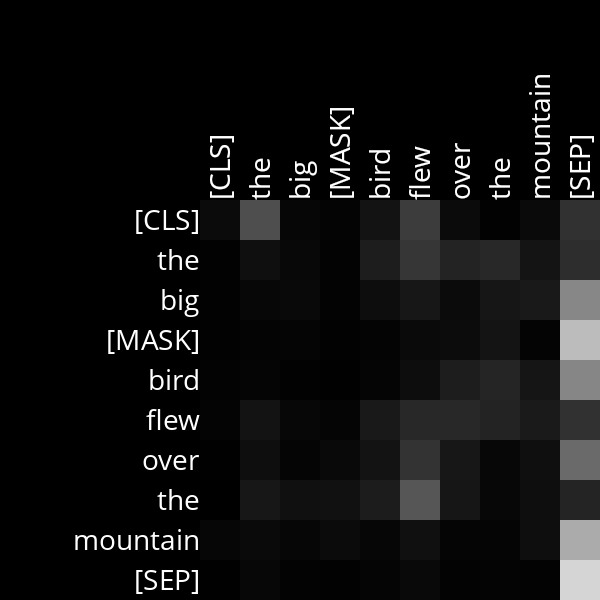 [CLS] the big [MASK] bird flew over the mountain [SEP]
[CLS]
the
big
[MASK]
bird
flew
over
the
mountain
[SEP]